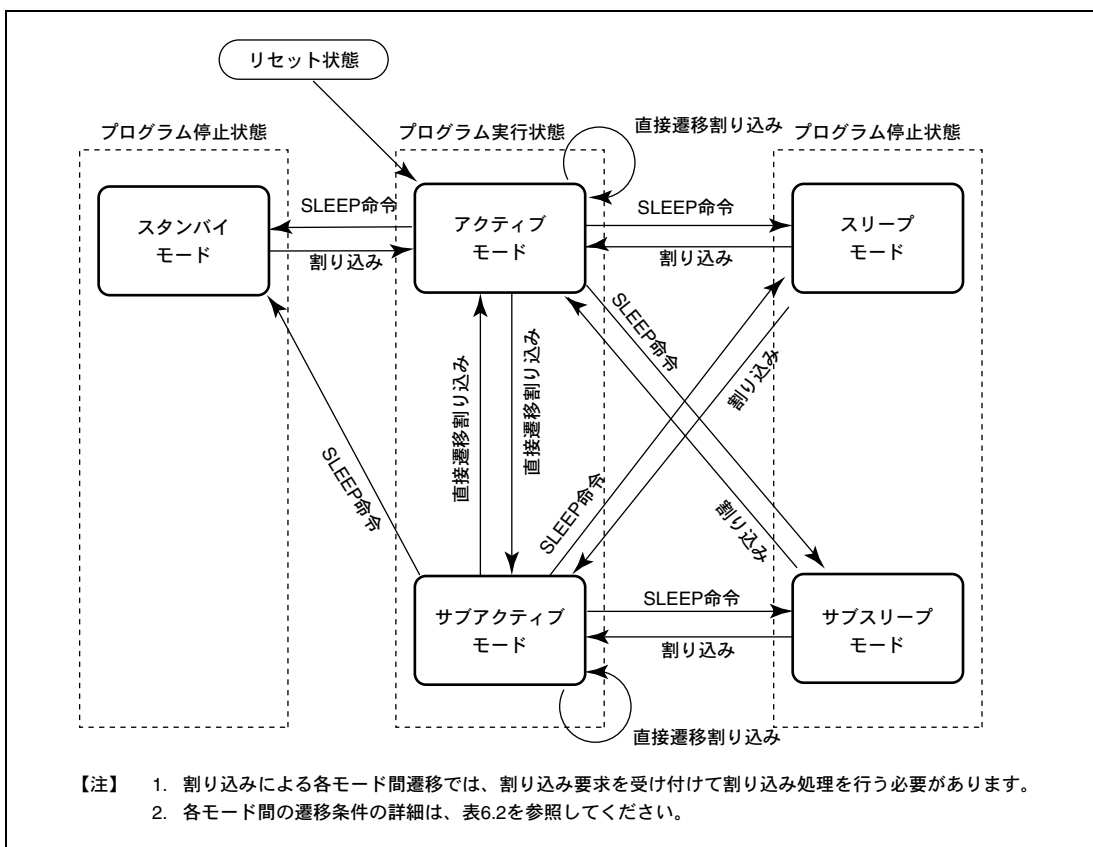 リセット状態
プログラム停止状態
プログラム実行状態
直接遷移割り込み
プログラム停止状態
スタンバイ
モード
SLEEP命令
割り込み
アクティブ
モード
SLEEP命令
割り込み
スリープ
モード
SLEEP命令
直接遷移割り込み
直接遷移割り込み
SLEEP命令
割り込み
SLEEP命令
割り込み
サブアクティブ
モード
SLEEP命令
割り込み
サブスリープ
モード
直接遷移割り込み
【注】 1. 割り込みによる各モード間遷移では、割り込み要求を受け付けて割り込み処理を行う必要があります。
2. 各モード間の遷移条件の詳細は、表6.2を参照してください。